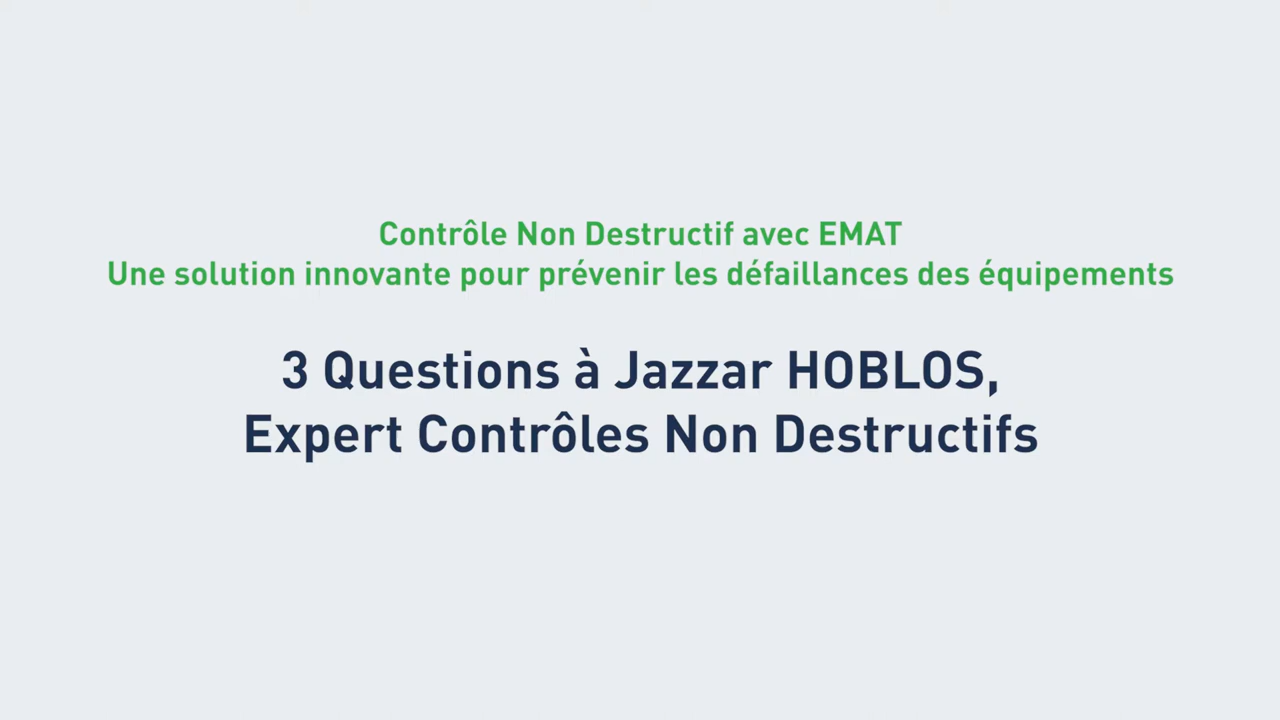 Contrôle Non Destructif avec EMAT
Une solution innovante pour prévenir les défaillances des équipements
3 Questions à Jazzar HOBLOS,
Expert Contrôles Non Destructifs